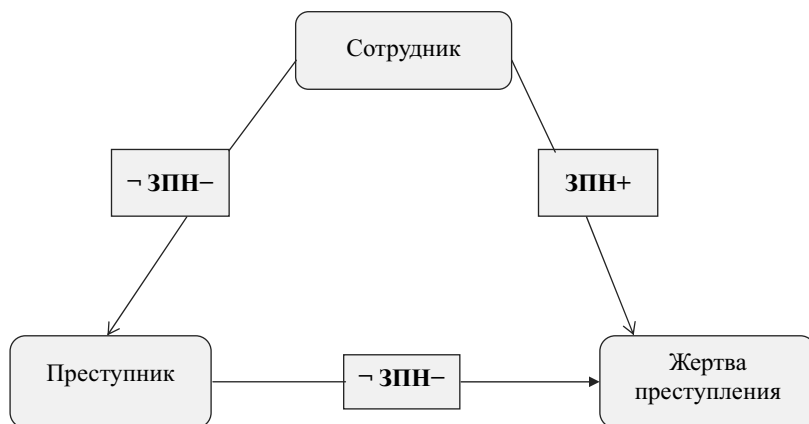 Сотрудник
¬ ЗПН−
ЗПН+
Преступник
¬ ЗПН−
Жертва
преступления